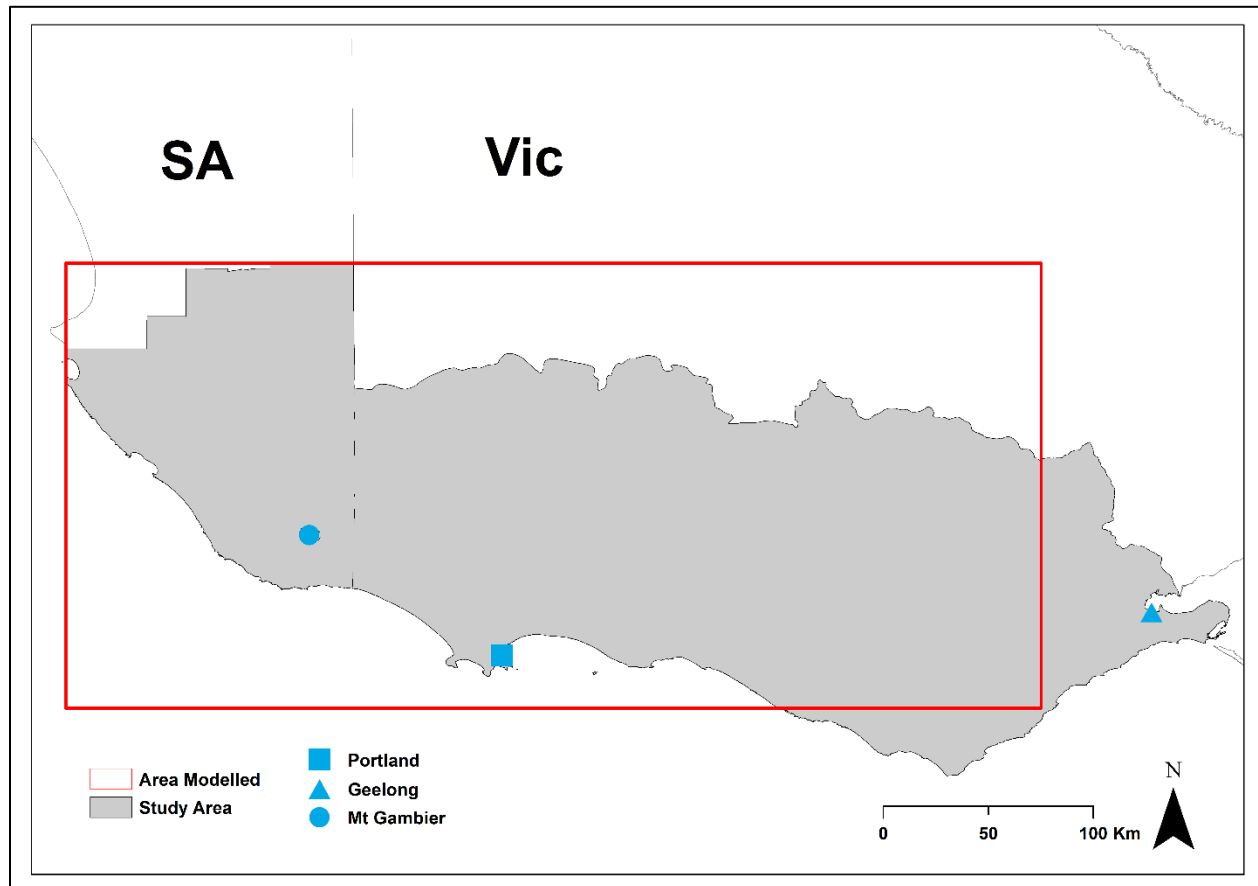 SA
Vic
Area Modelled
Study Area
Portland
Geelong
Mt Gambier
0 50 100 Km
N